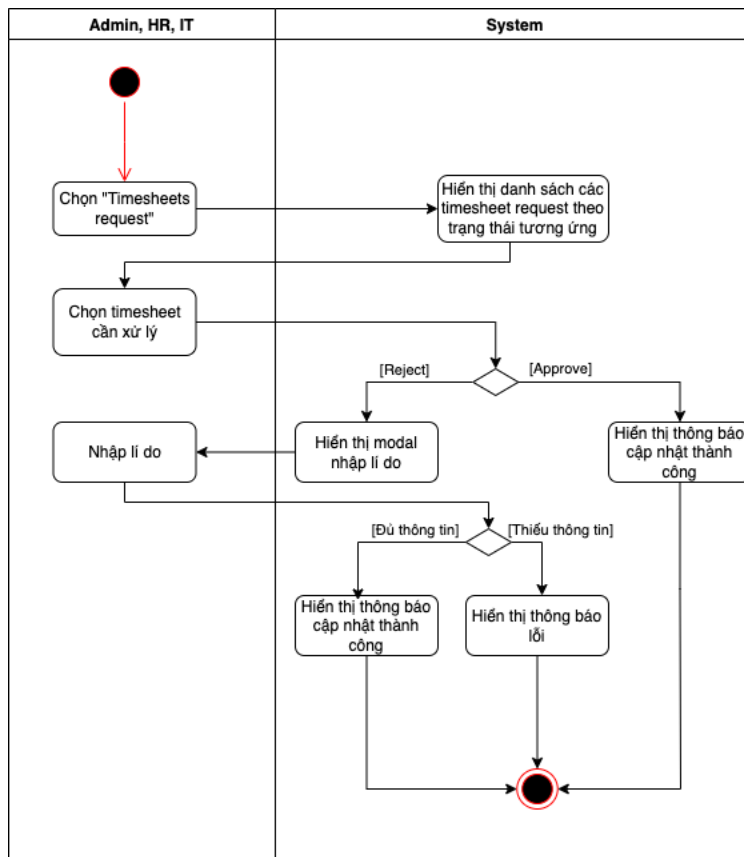 Admin, HR, IT
System
Chọn "Timesheets
request"
Hiển thị danh sách các
timesheet request theo
trạng thái tương ứng
Chọn timesheet
cần xử lý
[Reject]
[Approve]
Nhập lí do
Hiển thị modal
nhập lí do
Hiển thị thông báo
cập nhật thành
công
[Đủ thông tin]
[Thiếu thông tin]
Hiển thị thông báo
cập nhật thành
công
Hiển thị thông báo
lỗi